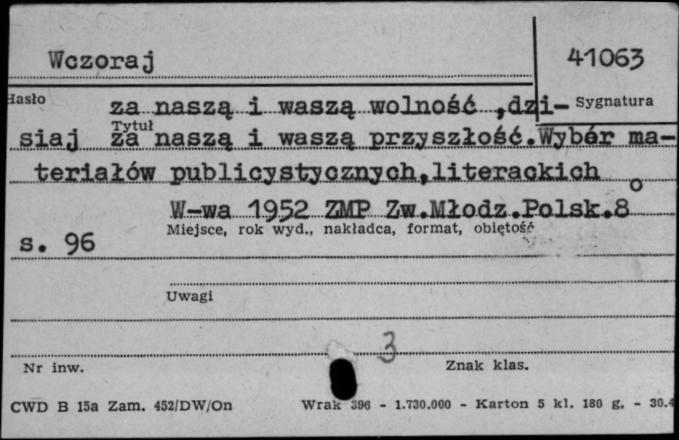 Wczoraj 41063
Hasło za naszą i waszą wolność ,dzi- Sygnatura
Tytuł
siaj za naszą i waszą przyszłość.Wybór ma-
teriałów publicystycznych,literackich
W-wa 1952 ZMP Zw.Młodz.Polsk.8o
Miejsce, rok wyd., nakładca, format, objętość
s. 96
Uwagi
3
Nr inw. Znak klas.
CWD B 15a Zam. 452/DW/On Wrak 396 - 1.730.000 - Karton 5 kl. 180 g. - 30.4